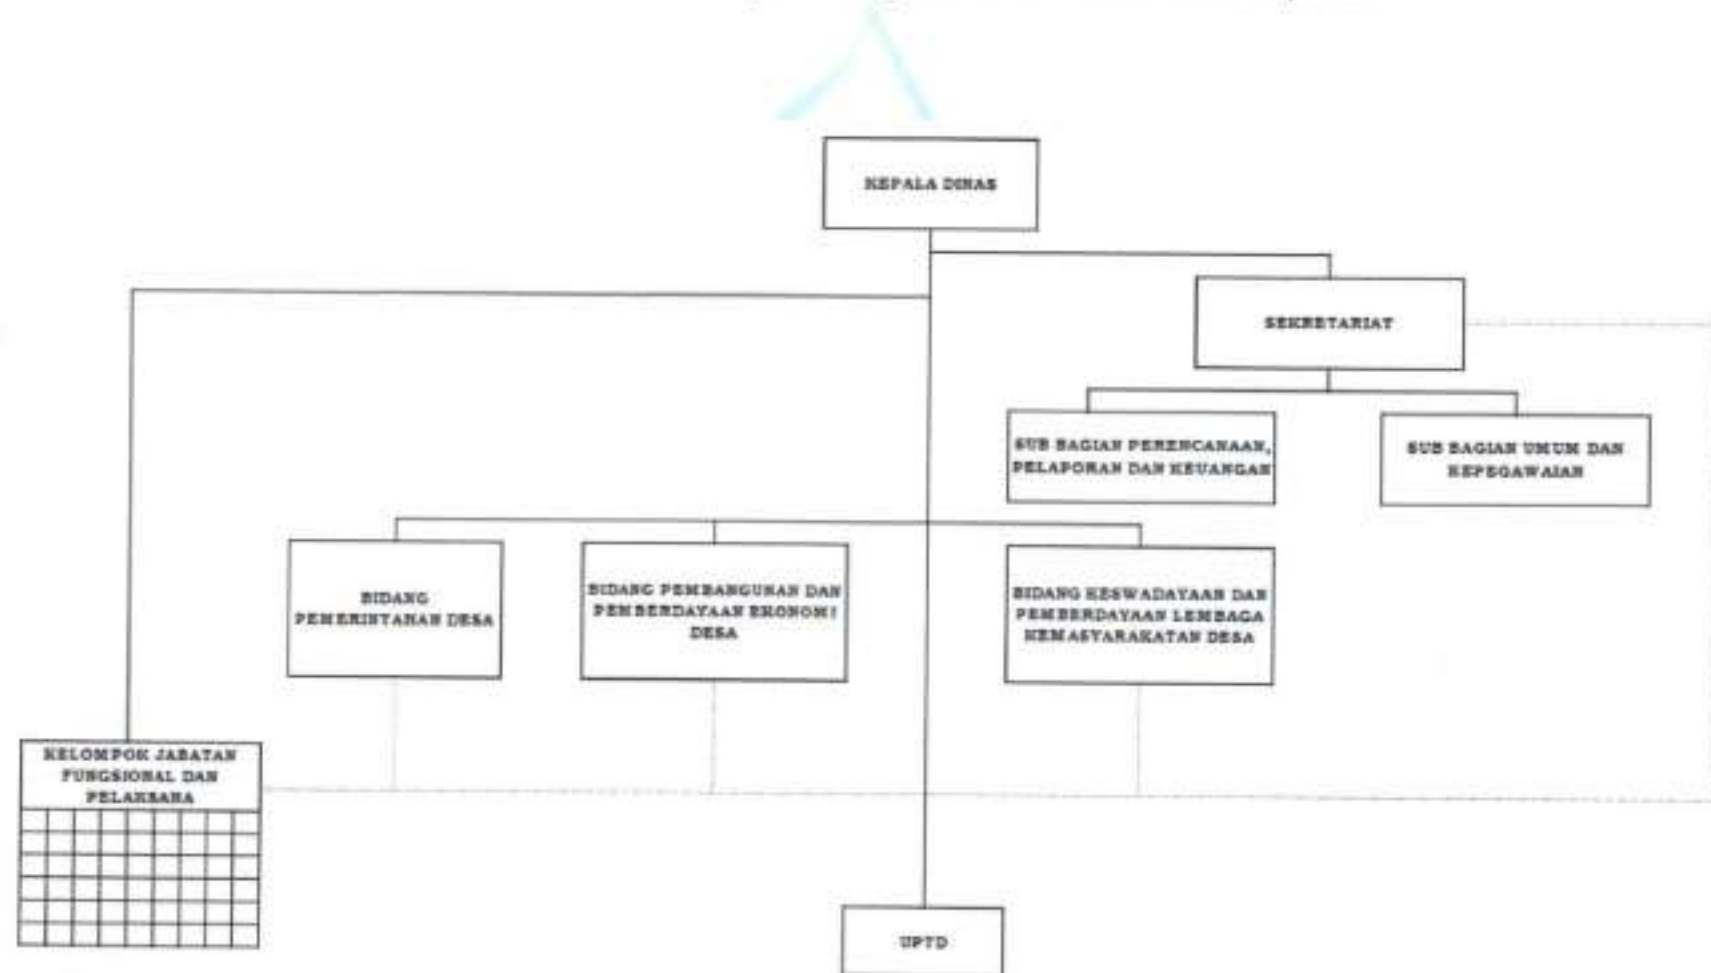 KEPALA DINAS
SEKRETARIAT
SUB BAGIAN PERENCANAAN,
PELAPORAN DAN KEUANGAN
SUB BAGIAN UMUM DAN
KEPEGAWAIAN
BIDANG
PEMERINTAHAN DESA
BIDANG PEMBANGUNAN DAN
PEMBERDAYAAN EKONOMI
DESA
BIDANG KESWADAYAAN DAN
PEMBERDAYAAN LEMBAGA
KEMASYARAKATAN DESA
KELOMPOK JABATAN
FUNGSIONAL DAN
PELAKSANA
UPTD